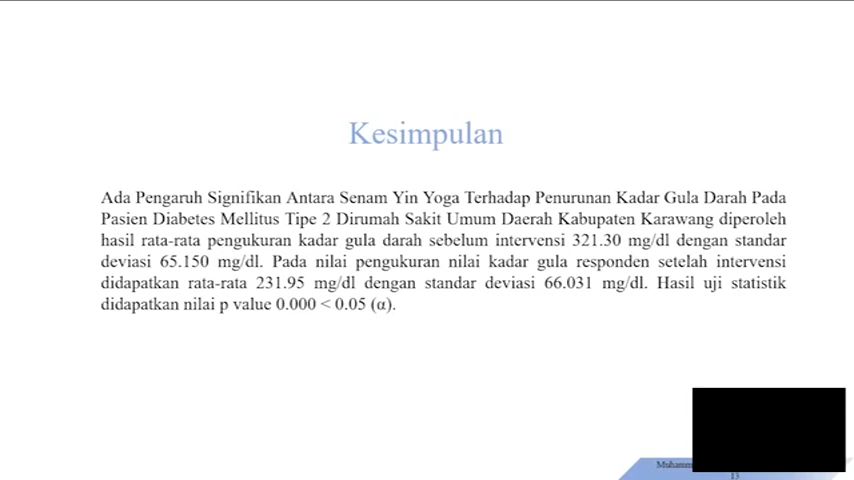 Kesimpulan
Ada Pengaruh Signifikan Antara Senam Yin Yoga Terhadap Penurunan Kadar Gula Darah Pada
Pasien Diabetes Mellitus Tipe 2 Dirumah Sakit Umum Daerah Kabupaten Karawang diperoleh
hasil rata-rata pengukuran kadar gula darah sebelum intervensi 321.30 mg/dl dengan standar
deviasi 65.150 mg/dl. Pada nilai pengukuran nilai kadar gula responden setelah intervensi
didapatkan rata-rata 231.95 mg/dl dengan standar deviasi 66.031 mg/dl. Hasil uji statistik
didapatkan nilai p value 0.000 < 0.05 (α).
13